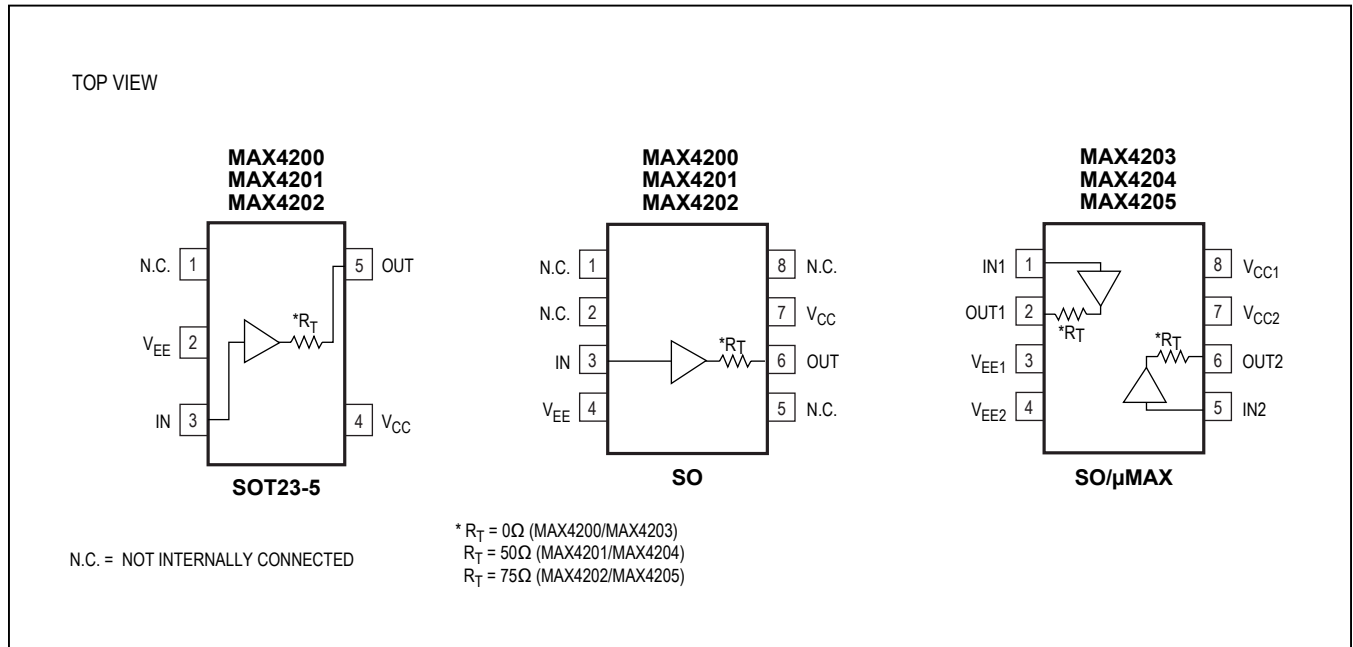 TOP VIEW
MAX4200
MAX4201
MAX4202
N.C. 1
5 OUT
*RT
VEE 2
IN 3
4 VCC
SOT23-5
MAX4200
MAX4201
MAX4202
N.C. 1
8 N.C.
N.C. 2
7 VCC
*RT
IN 3
6 OUT
VEE 4
5 N.C.
SO
MAX4203
MAX4204
MAX4205
IN1 1
8 VCC1
OUT1 2
*RT
7 VCC2
*RT
VEE1 3
6 OUT2
VEE2 4
5 IN2
SO/µMAX
N.C. = NOT INTERNALLY CONNECTED
* RT = 0Ω (MAX4200/MAX4203)
RT = 50Ω (MAX4201/MAX4204)
RT = 75Ω (MAX4202/MAX4205)